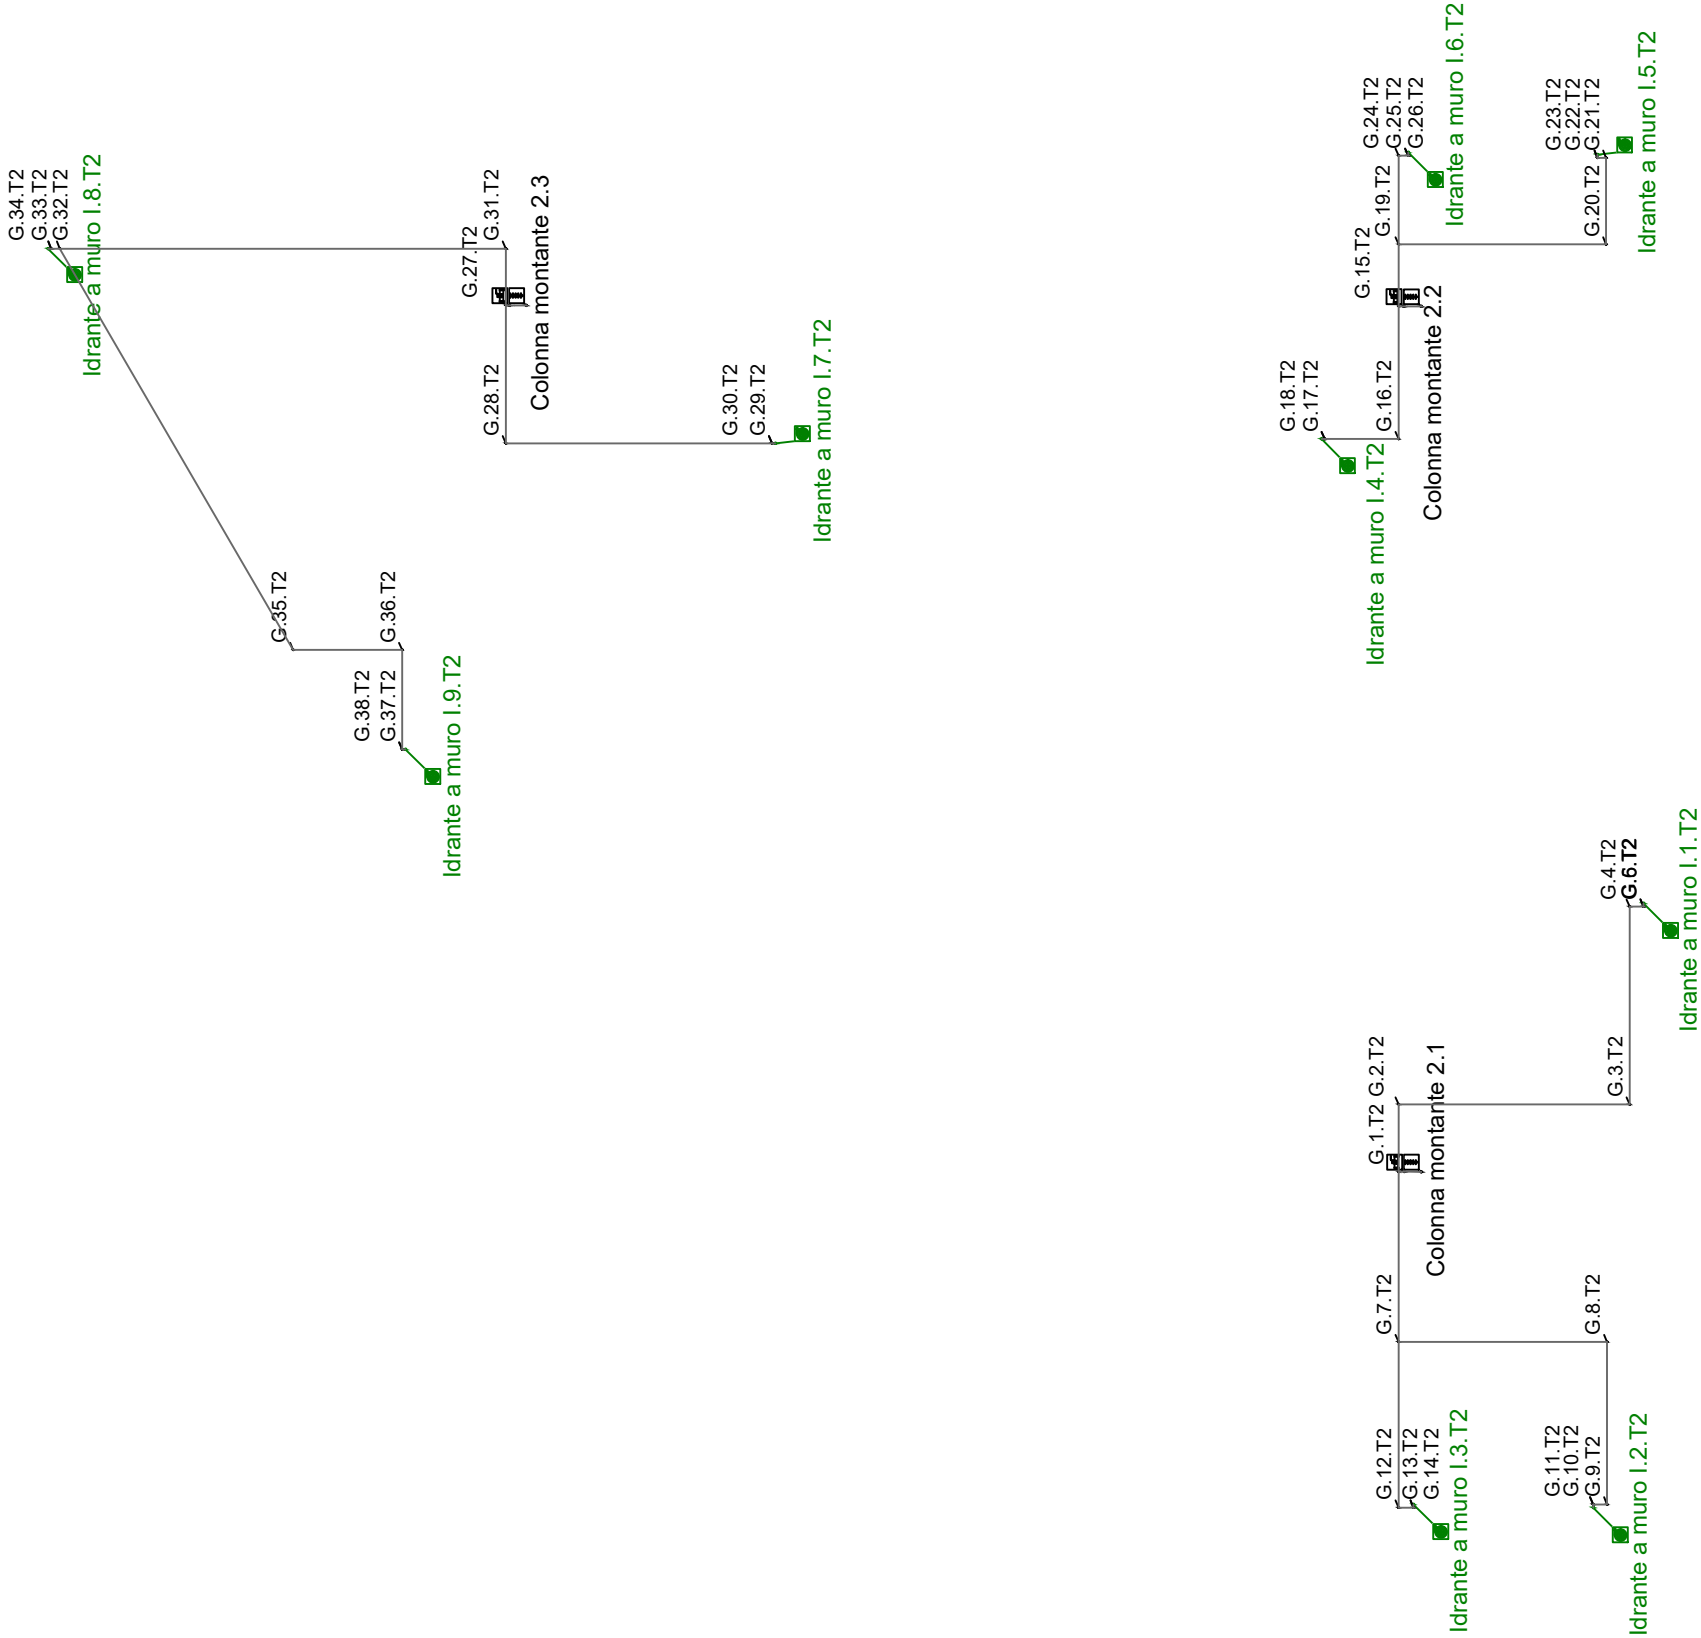 G.34.T2
G.33.T2
G.32.T2
Idrante a muro I.8.T2
G.31.T2
G.27.T2
Colonna montante 2.3
G.28.T2
G.30.T2
G.29.T2
Idrante a muro I.7.T2
G.35.T2
G.36.T2
G.38.T2
G.37.T2
Idrante a muro I.9.T2
G.24.T2
G.25.T2
G.26.T2
Idrante a muro I.6.T2
G.23.T2
G.22.T2
G.21.T2
Idrante a muro I.5.T2
G.19.T2
G.20.T2
G.15.T2
Colonna montante 2.2
G.18.T2
G.17.T2
G.16.T2
Idrante a muro I.4.T2
G.4.T2
G.6.T2
Idrante a muro I.1.T2
G.2.T2
G.3.T2
G.1.T2
Colonna montante 2.1
G.7.T2
G.8.T2
G.12.T2
G.13.T2
G.14.T2
Idrante a muro I.3.T2
G.11.T2
G.10.T2
G.9.T2
Idrante a muro I.2.T2